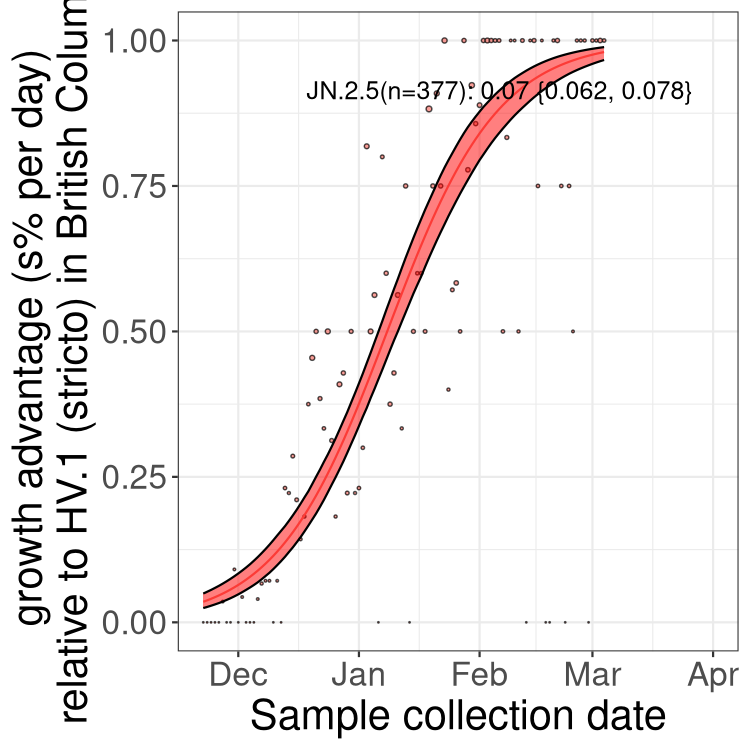 growth advantage (s% per day)
relative to HV.1 (stricto) in British Colum
1.00
0.75
0.50
0.25
0.00
JN.2.5(n=377): 0.07 {0.062, 0.078}
Dec Jan Feb Mar Apr
Sample collection date